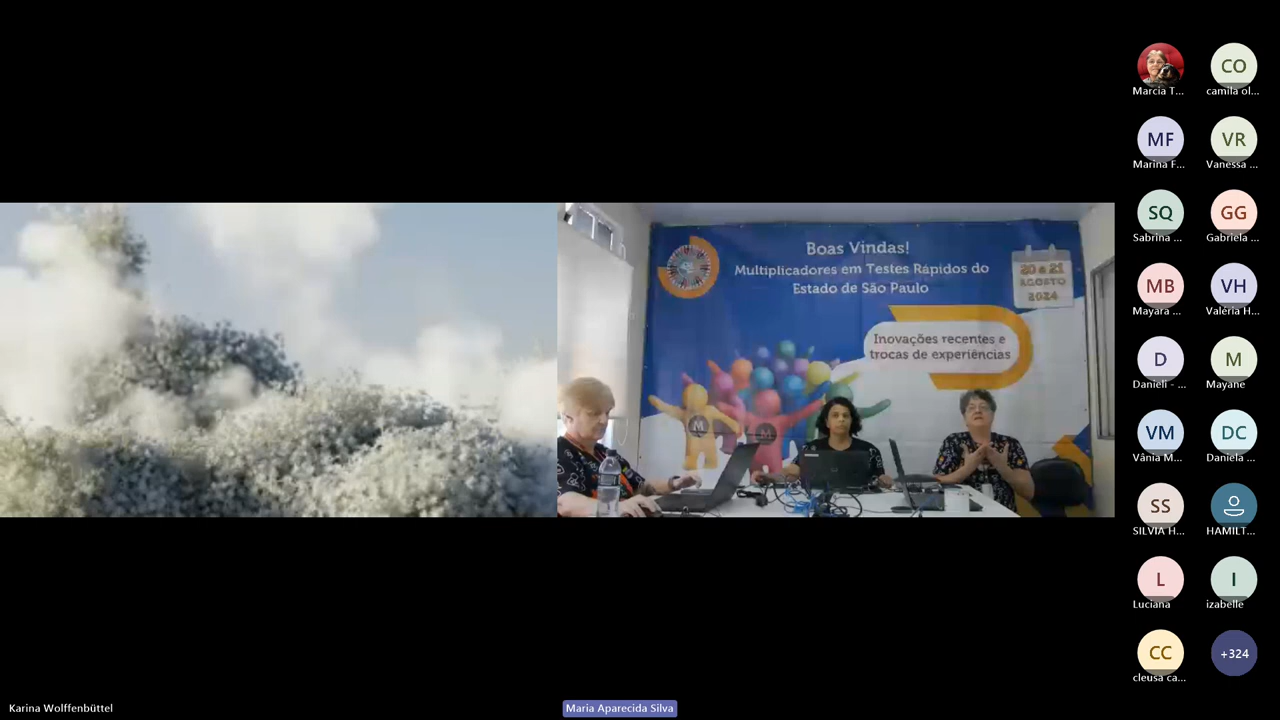 Boas Vindas!
Multiplicadores em Testes Rápidos do
Estado de São Paulo
20 e 21
AGOSTO
2024
Inovações recentes e
trocas de experiências
M
M
Marcia T...
CO
camila ol...
MF
Marina F...
VR
Vanessa ...
SQ
Sabrina ...
GG
Gabriela ...
MB
Mayara ...
VH
Valéria H...
D
Danieli - ...
M
Mayane
VM
Vânia M...
DC
Daniela ...
SS
SILVIA H...
HAMILT...
L
Luciana
I
izabelle
CC
cleusa ca...
+324
Karina Wolffenbüttel
Maria Aparecida Silva